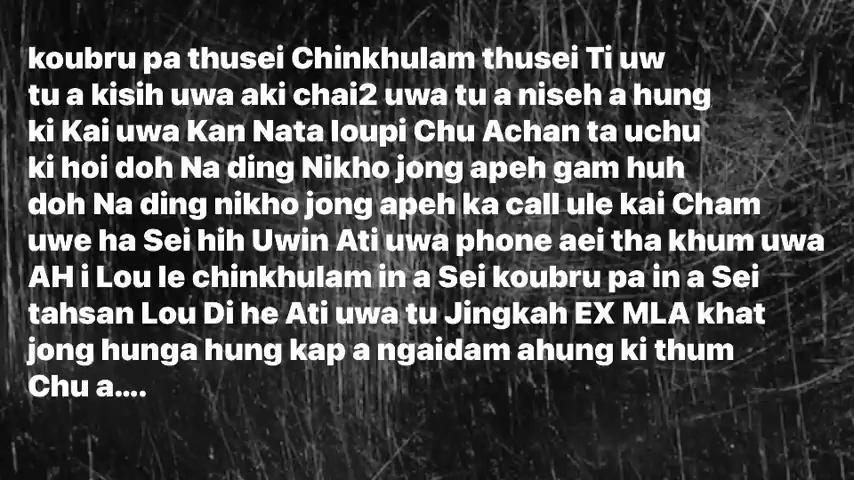 koubru pa thusei Chinkhulam thusei Ti uw
tu a kisih uwa aki chai2 uwa tu a niseh a hung
ki Kai uwa Kan Nata loupi Chu Achan ta uchu
ki hoi doh Na ding Nikho jong apeh gam huh
doh Na ding nikho jong apeh ka call ule kai Cham
uwe ha Sei hih Uwin Ati uwa phone aei tha khum uwa
AH i Lou le chinkhulam in a Sei koubru pa in a Sei
tahsan Lou Di he Ati uwa tu Jingkah EX MLA khat
jong hunga hung kap a ngaidam ahung ki thum
Chu a....